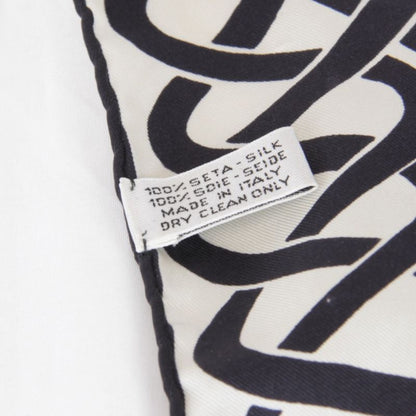 100% SETA - SILK
100% SOIE - SEIDE
MADE IN ITALY
DRY CLEAN ONLY